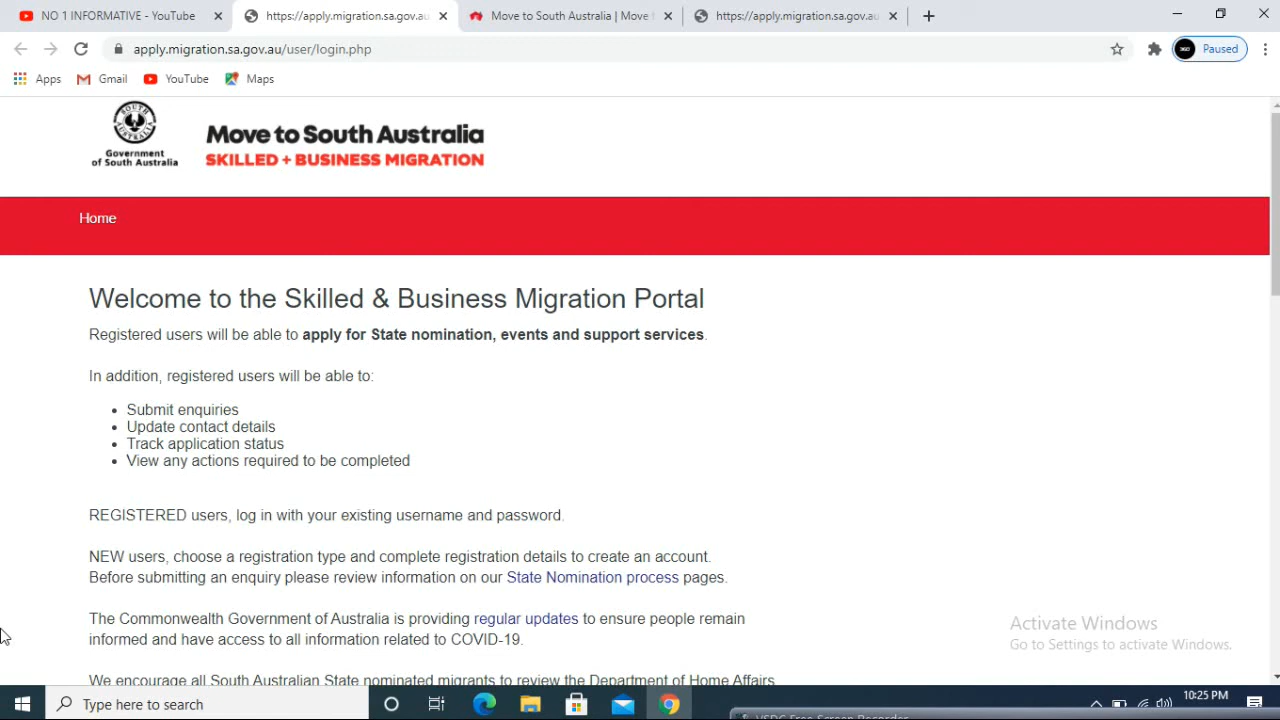 NO 1 INFORMATIVE - YouTube
https://apply.migration.sa.gov.au
Move to South Australia | Move
https://apply.migration.sa.gov.au
apply.migration.sa.gov.au/user/login.php
Paused
Apps
Gmail
YouTube
Maps
SOUTH AUSTRALIA
Government
of South Australia
Move to South Australia
SKILLED + BUSINESS MIGRATION
Home
Welcome to the Skilled & Business Migration Portal
Registered users will be able to apply for State nomination, events and support services.
In addition, registered users will be able to:
• Submit enquiries
• Update contact details
• Track application status
• View any actions required to be completed
REGISTERED users, log in with your existing username and password.
NEW users, choose a registration type and complete registration details to create an account.
Before submitting an enquiry please review information on our State Nomination process pages.
The Commonwealth Government of Australia is providing regular updates to ensure people remain
informed and have access to all information related to COVID-19.
We encourage all South Australian State nominated migrants to review the Department of Home Affairs
Activate Windows
Go to Settings to activate Windows.
Type here to search
10:25 PM
VSDC Free Screen Recorder